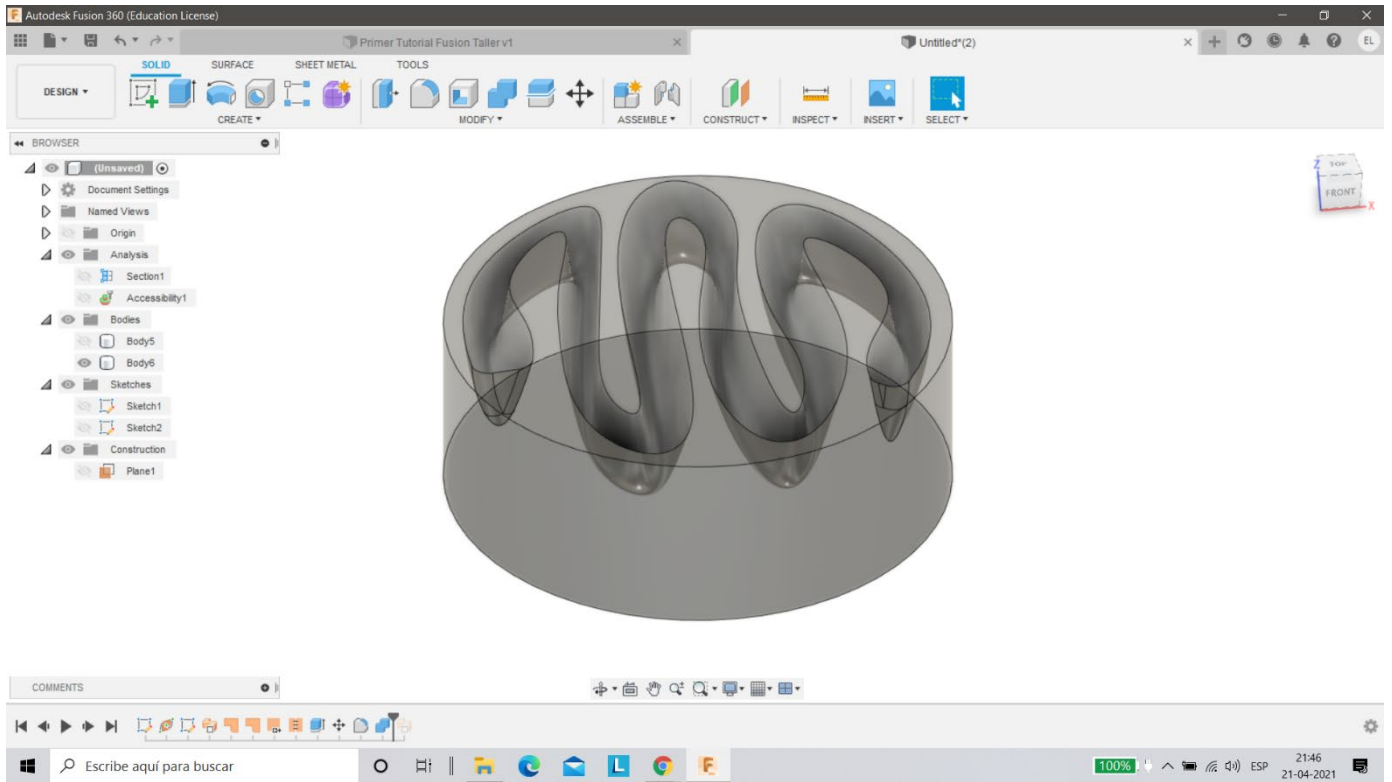 Autodesk Fusion 360 (Education License)
Primer Tutorial Fusion Taller v1
Untitled*(2)
EL
SOLID SURFACE SHEET METAL TOOLS
DESIGN
CREATE MODIFY ASSEMBLE CONSTRUCT INSPECT INSERT SELECT
BROWSER
(Unsaved)
Document Settings
Named Views
Origin
Analysis
Section1
Accessibility1
Bodies
Body5
Body6
Sketches
Sketch1
Sketch2
Construction
Plane1
Z TOP
FRONT
X
COMMENTS
Escribe aquí para buscar
L
F
100%
ESP
21:46
21-04-2021